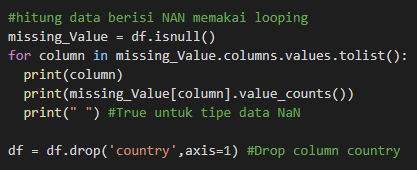 #hitung data berisi NAN memakai looping
missing_Value = df.isnull()
for column in missing_Value.columns.values.tolist():
  print(column)
  print(missing_Value[column].value_counts())
  print(" ") #True untuk tipe data NaN

df = df.drop('country',axis=1) #Drop column country